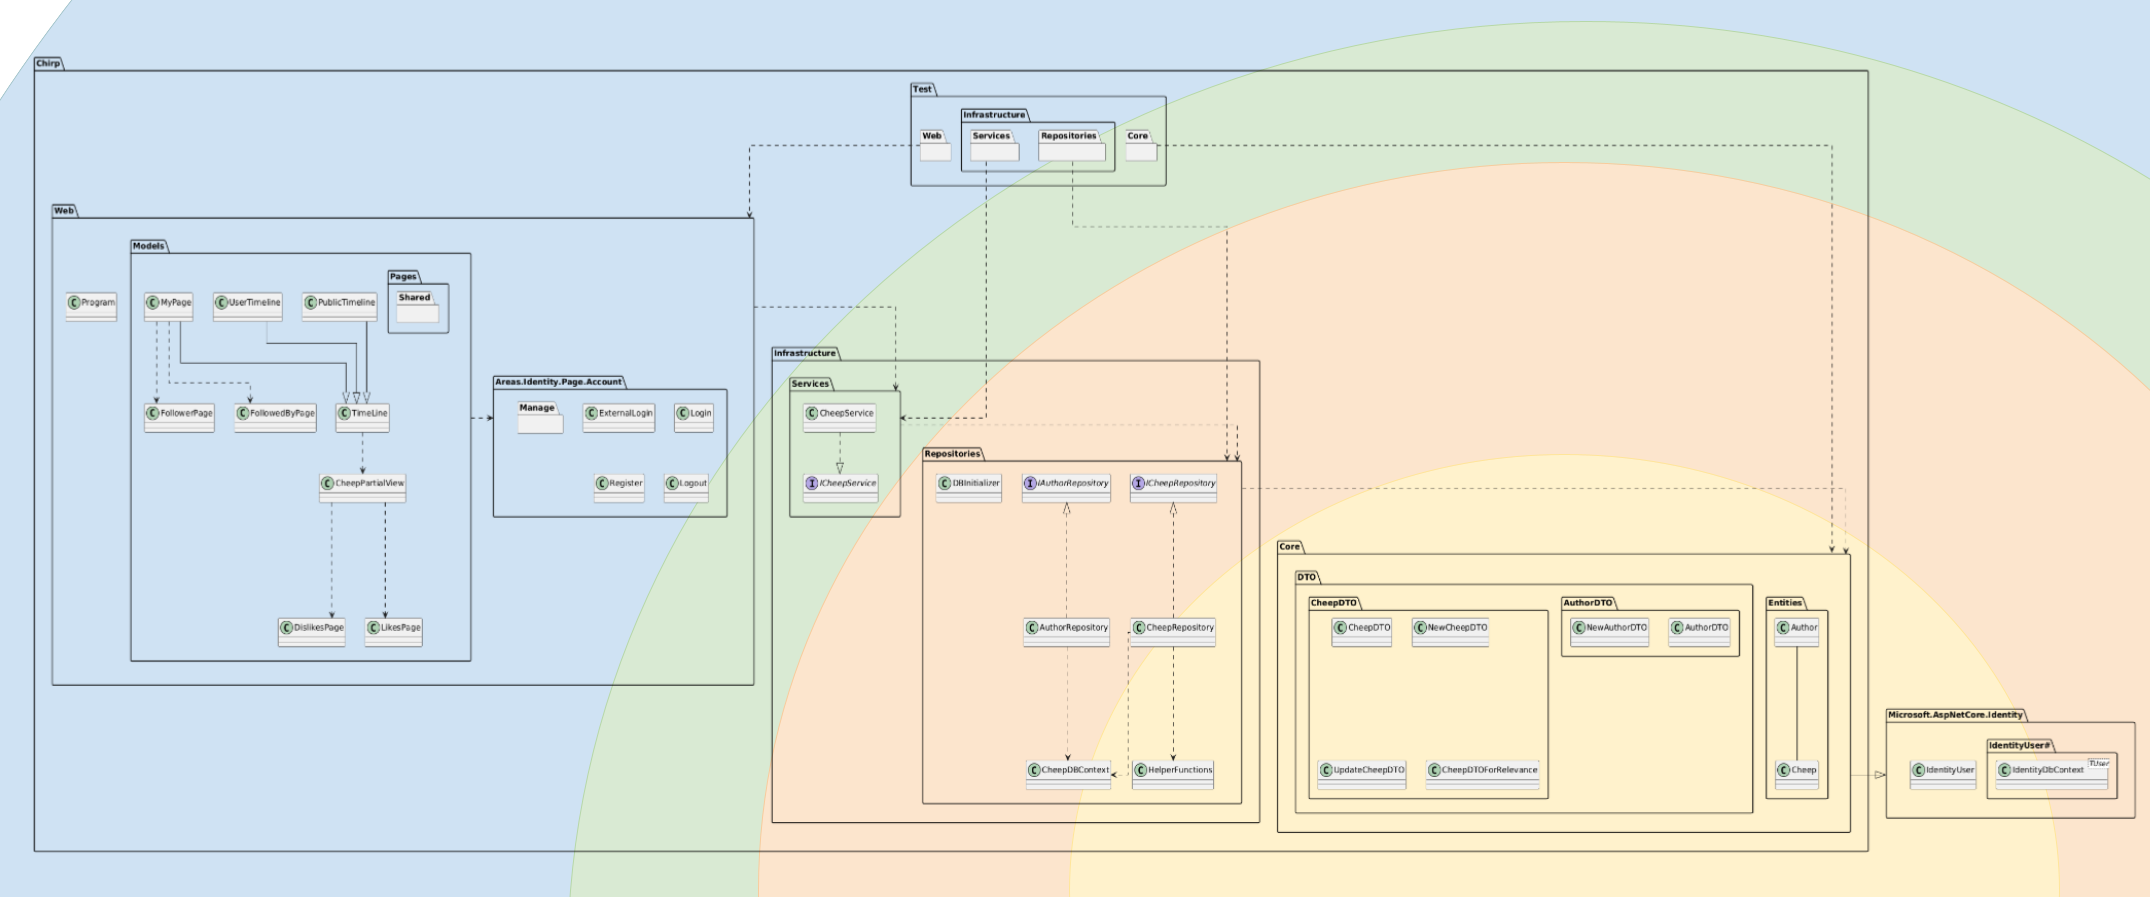 Chirp
Test
Infrastructure
Web
Services
Repositories
Core
Web
Models
Pages
Shared
C Program
C MyPage
C UserTimeline
C PublicTimeline
C FollowerPage
C FollowedByPage
C TimeLine
C CheepPartialView
C DislikesPage
C LikesPage
Areas.Identity.Page.Account
Manage
C ExternalLogin
C Login
C Register
C Logout
Infrastructure
Services
C CheepService
I ICheepService
Repositories
C DBInitializer
I IAuthorRepository
I ICheepRepository
C AuthorRepository
C CheepRepository
C CheepDBContext
C HelperFunctions
Core
DTO
CheepDTO
C CheepDTO
C NewCheepDTO
C UpdateCheepDTO
C CheepDTOForRelevance
AuthorDTO
C NewAuthorDTO
C AuthorDTO
Entities
C Author
C Cheep
Microsoft.AspNetCore.Identity
C IdentityUser
IdentityUser#
C IdentityDbContext
TUser